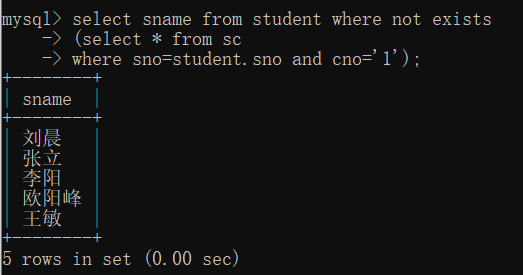 mysql> select sname from student where not exists
    -> (select * from sc
    -> where sno=student.sno and cno='1');
+--------+
| sname  |
+--------+
| 刘晨   |
| 张立   |
| 李阳   |
| 欧阳峰 |
| 王敏   |
+--------+
5 rows in set (0.00 sec)